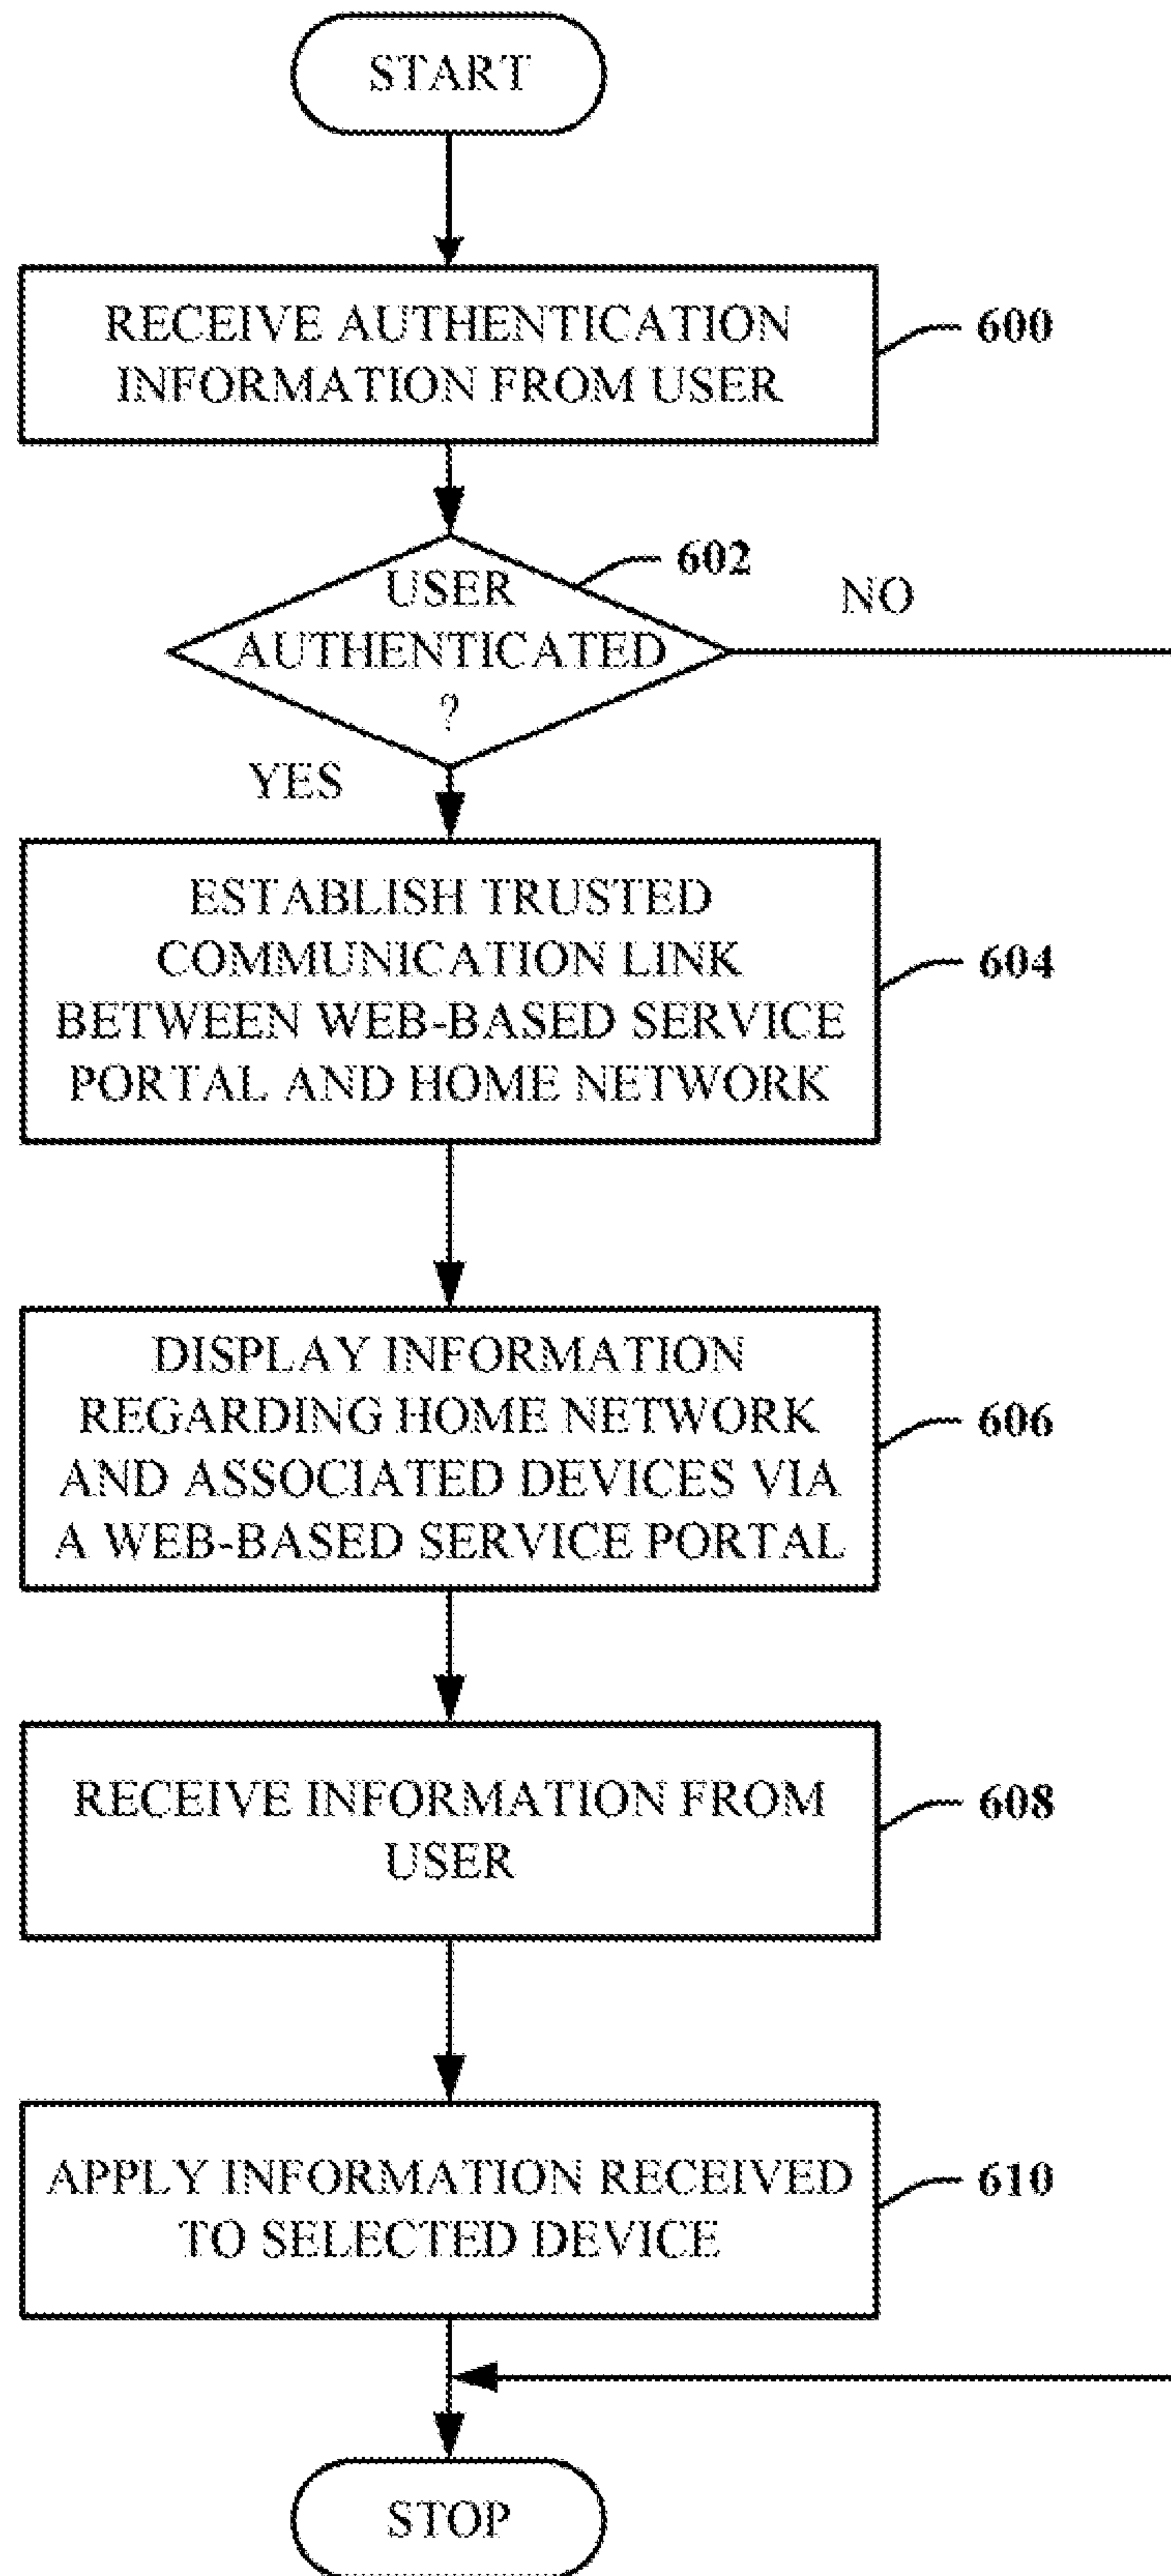 START
RECEIVE AUTHENTICATION
INFORMATION FROM USER
600
602
USER
AUTHENTICATED
?
NO
YES
ESTABLISH TRUSTED
COMMUNICATION LINK
BETWEEN WEB-BASED SERVICE
PORTAL AND HOME NETWORK
604
DISPLAY INFORMATION
REGARDING HOME NETWORK
AND ASSOCIATED DEVICES VIA
A WEB-BASED SERVICE PORTAL
606
RECEIVE INFORMATION FROM
USER
608
APPLY INFORMATION RECEIVED
TO SELECTED DEVICE
610
STOP